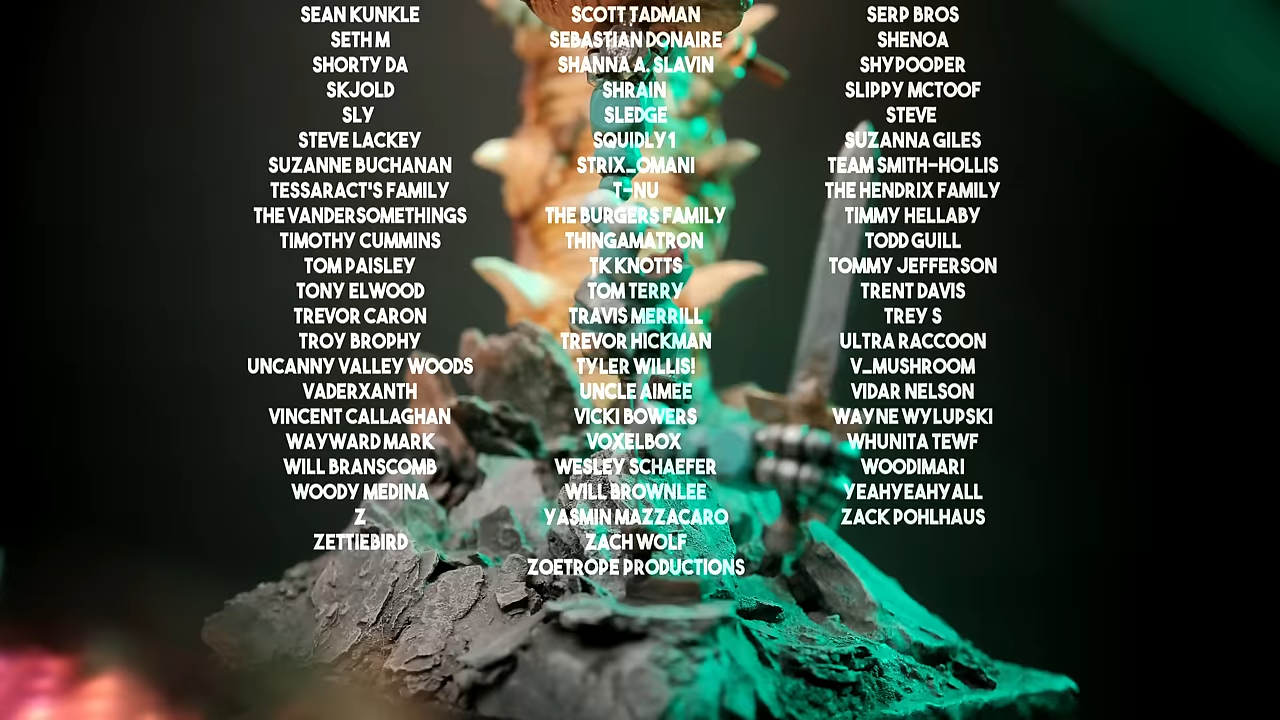 SEAN KUNKLE SCOTT TADMAN SERP BROS
SETH M SEBASTIAN DONAIRE SHENOA
SHORTY DA SHANNA A. SLAVIN SHYPOOPER
SKJOLD SHRAIN SLIPPY MCTOOF
SLY SLEDGE STEVE
STEVE LACKEY SQUIDLY1 SUZANNA GILES
SUZANNE BUCHANAN STRIX_OMANI TEAM SMITH-HOLLIS
TESSARACT'S FAMILY T-NU THE HENDRIX FAMILY
THE VANDERSOMETHINGS THE BURGERS FAMILY TIMMY HELLABY
TIMOTHY CUMMINS THINGAMATRON TODD GUILL
TOM PAISLEY TK KNOTTS TOMMY JEFFERSON
TONY ELWOOD TOM TERRY TRENT DAVIS
TREVOR CARON TRAVIS MERRILL TREY S
TROY BROPHY TREVOR HICKMAN ULTRA RACCOON
UNCANNY VALLEY WOODS TYLER WILLIS! V_MUSHROOM
VADERXANTH UNCLE AIMEE VIDAR NELSON
VINCENT CALLAGHAN VICKI BOWERS WAYNE WYLUPSKI
WAYWARD MARK VOXELBOX WHUNITA TEWF
WILL BRANSCOMB WESLEY SCHAEFER WOODIMARI
WOODY MEDINA WILL BROWNLEE YEAHYEAHYALL
Z YASMIN MAZZACARO ZACK POHLHAUS
ZETTIEBIRD ZACH WOLF
ZOETROPE PRODUCTIONS